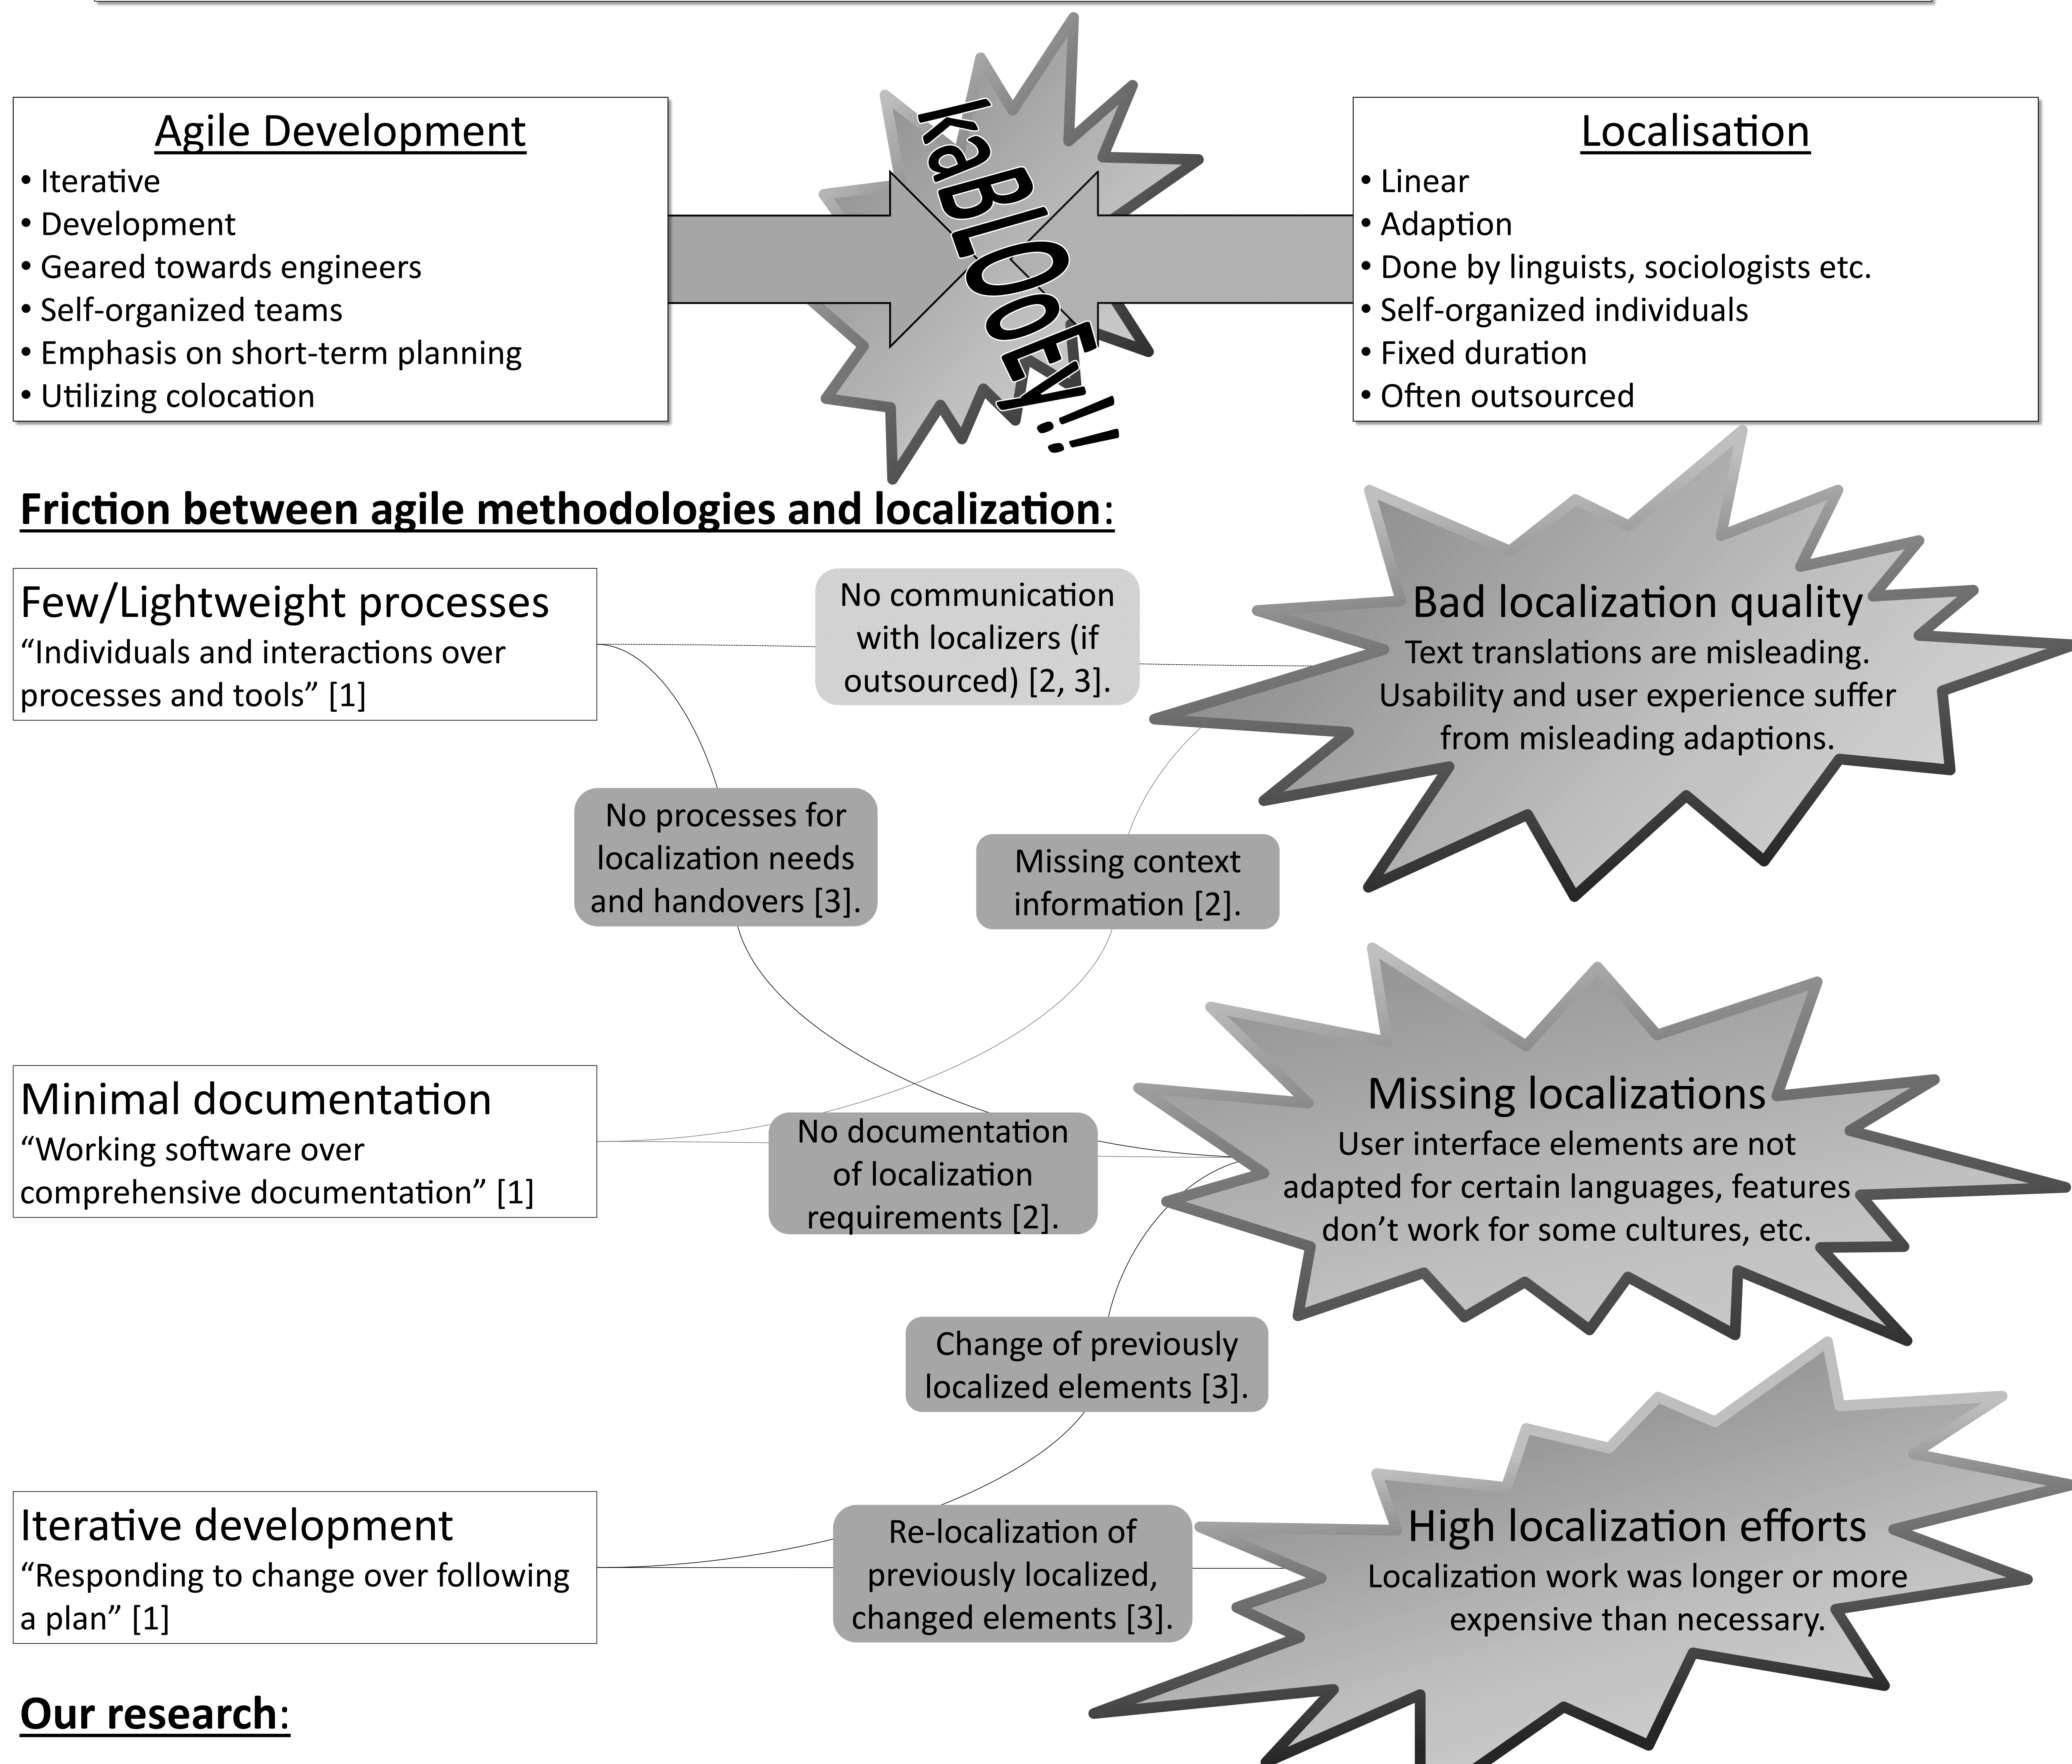 Agile Development
• Iterative
• Development
• Geared towards engineers
• Self-organized teams
• Emphasis on short-term planning
• Utilizing colocation
kaBLOoEy!!
Localisation
• Linear
• Adaption
• Done by linguists, sociologists etc.
• Self-organized individuals
• Fixed duration
• Often outsourced
Friction between agile methodologies and localization:
Few/Lightweight processes
“Individuals and interactions over
processes and tools” [1]
No communication
with localizers (if
outsourced) [2, 3].
Bad localization quality
Text translations are misleading.
Usability and user experience suffer
from misleading adaptions.
No processes for
localization needs
and handovers [3].
Missing context
information [2].
Minimal documentation
“Working software over
comprehensive documentation” [1]
No documentation
of localization
requirements [2].
Missing localizations
User interface elements are not
adapted for certain languages, features
don’t work for some cultures, etc.
Change of previously
localized elements [3].
Iterative development
“Responding to change over following
a plan” [1]
Re-localization of
previously localized,
changed elements [3].
High localization efforts
Localization work was longer or more
expensive than necessary.
Our research: